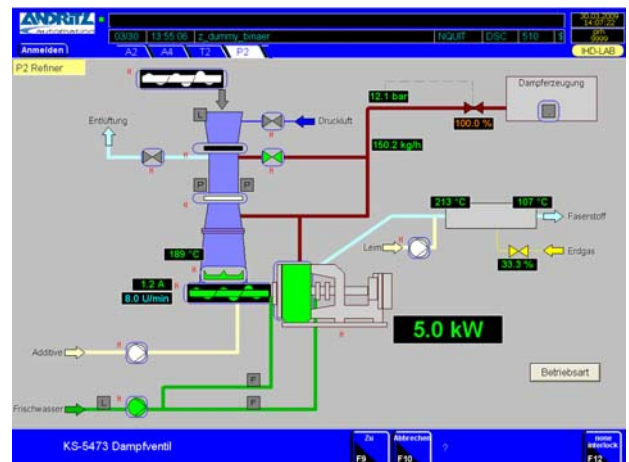 ANDRITZ
automation
30.03.2009
14:07:22
03/30 13:55:06 z_dummy_binaer NQUIT DSC 510
prh
9999
Anmelden A2 A4 T2 P2 IHD-LAB
P2 Refiner
M
L
12.1 bar
Dampferzeugung
Entlüftung
Druckluft
100.0 %
M
150.2 kg/h
M
P P
213 °C 107 °C
Faserstoff
Leim
189 °C
Erdgas
33.3 %
1.2 A
8.0 U/min
5.0 kW
Additive
Betriebsart
F
Frischwasser
L
F
KS-5473 Dampfventil
Zu
F9
Abbrechen
F10
?
none
interlock
F12